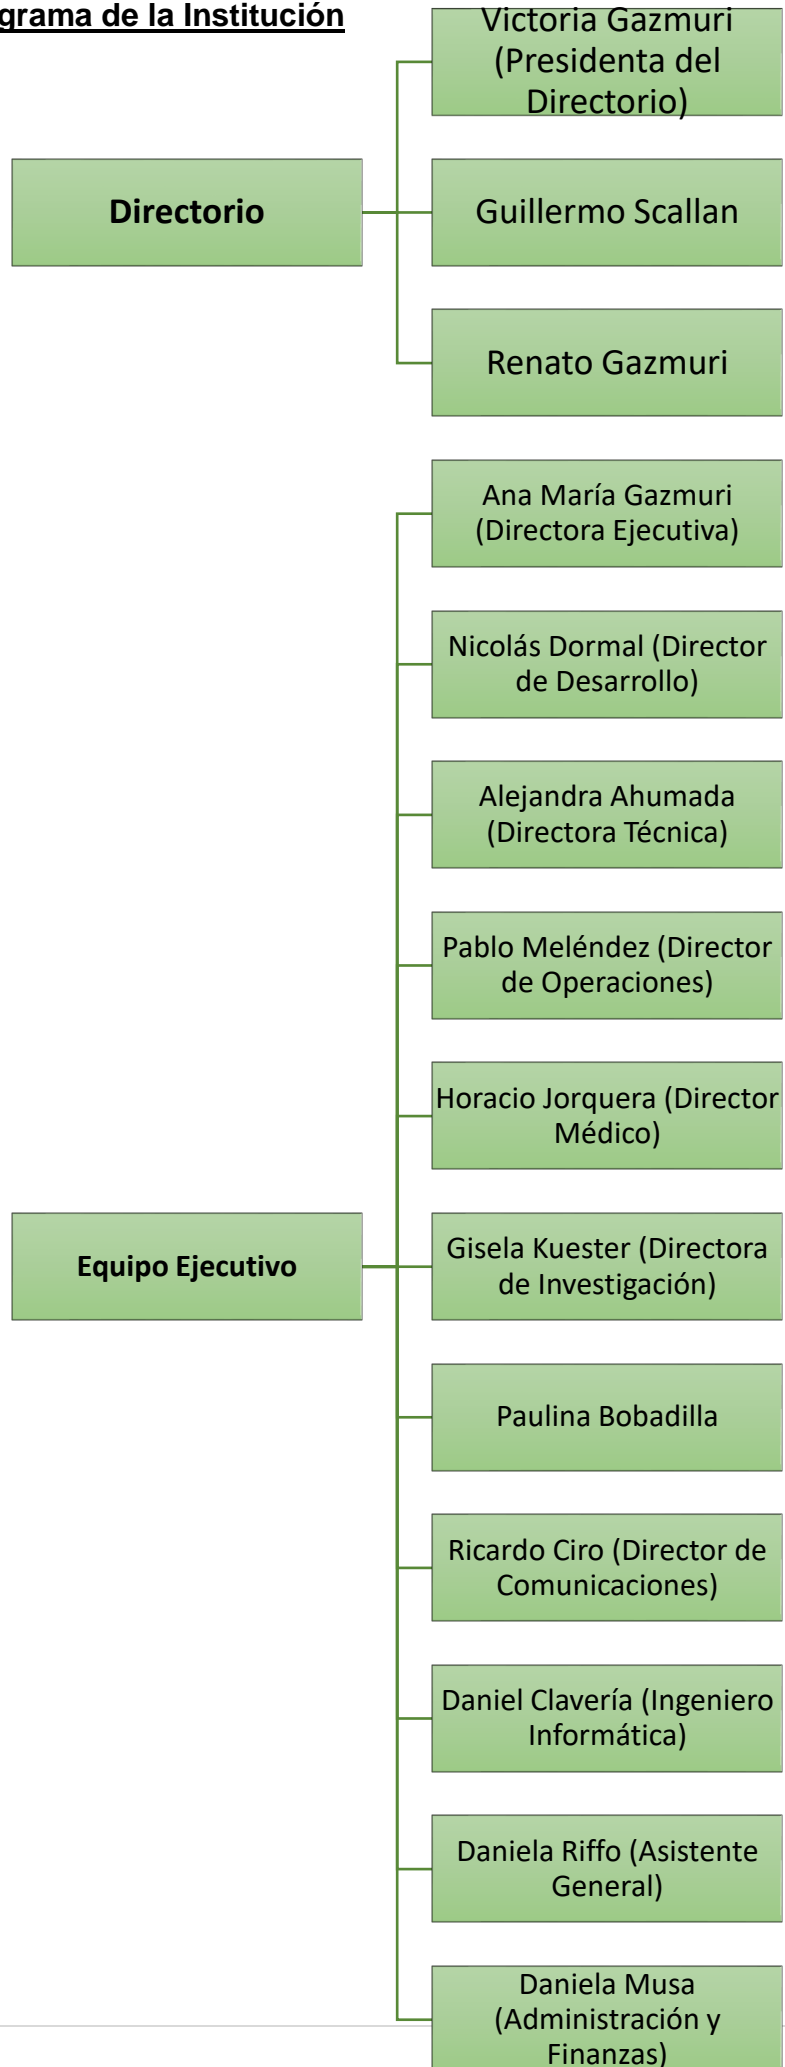 grama de la Institución
Victoria Gazmuri
(Presidenta del
Directorio)
Directorio
Guillermo Scallan
Renato Gazmuri
Ana María Gazmuri
(Directora Ejecutiva)
Nicolás Dormal (Director
de Desarrollo)
Alejandra Ahumada
(Directora Técnica)
Pablo Meléndez (Director
de Operaciones)
Horacio Jorquera (Director
Médico)
Equipo Ejecutivo
Gisela Kuester (Directora
de Investigación)
Paulina Bobadilla
Ricardo Ciro (Director de
Comunicaciones)
Daniel Clavería (Ingeniero
Informática)
Daniela Riffo (Asistente
General)
Daniela Musa
(Administración y
Finanzas)